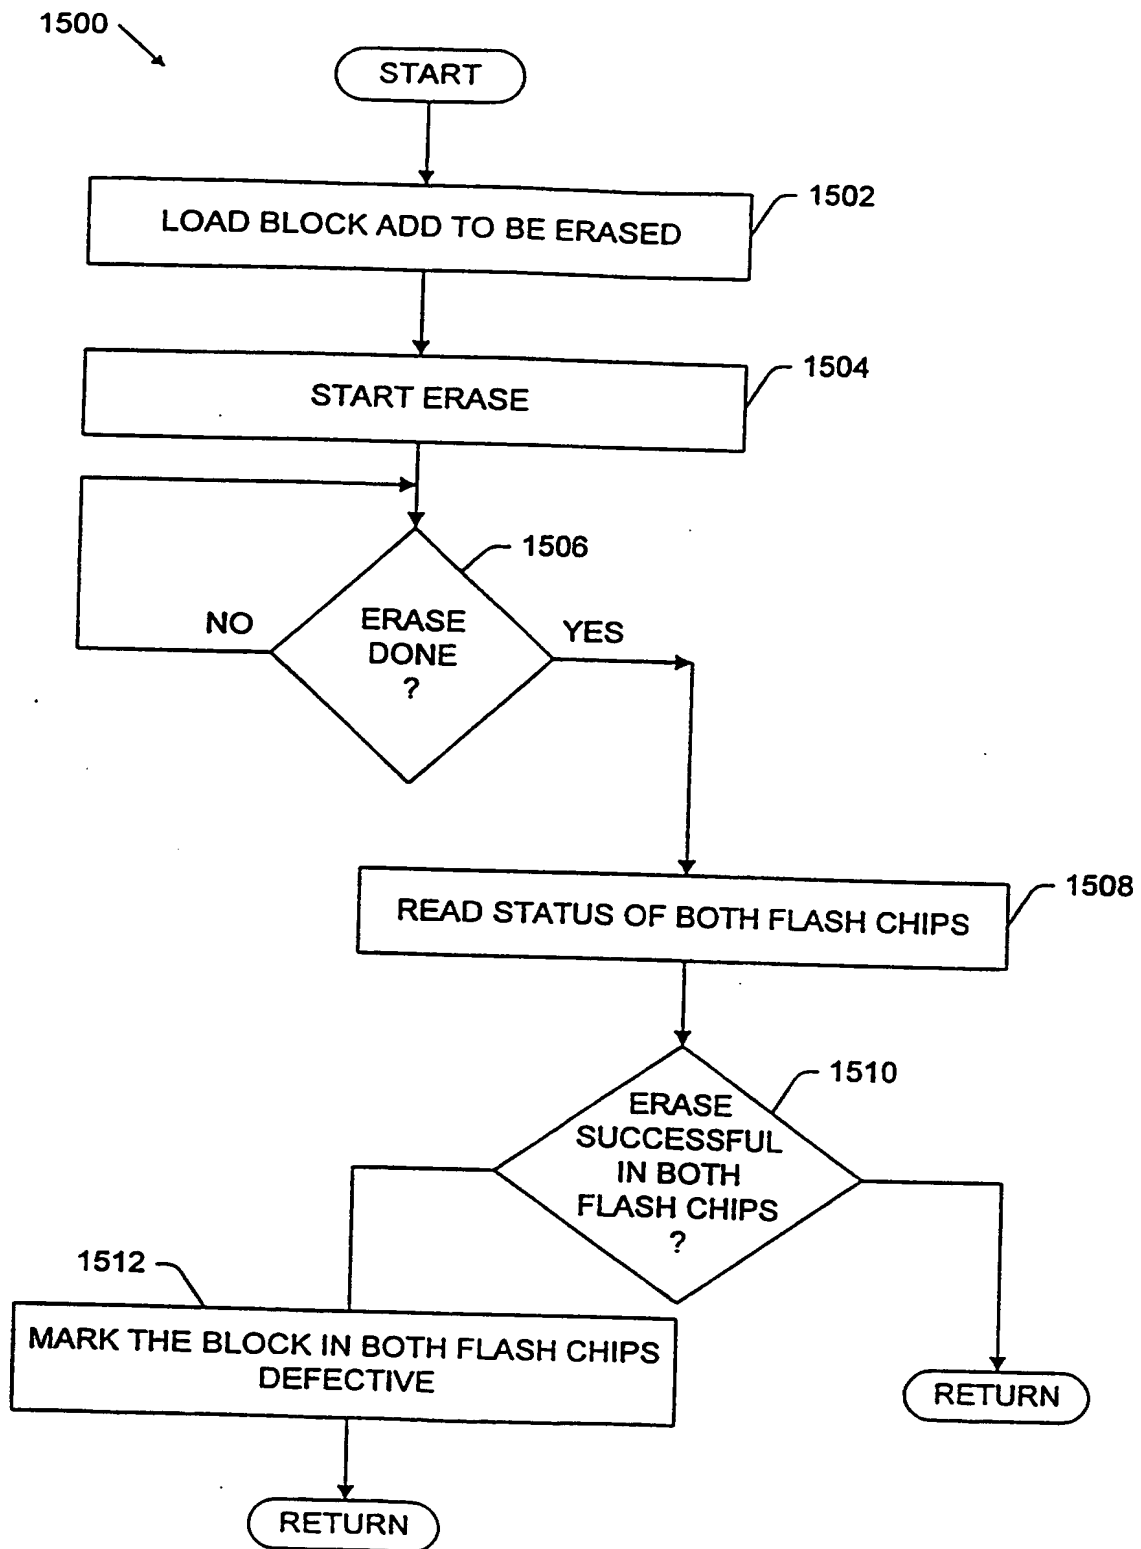 1500
START
1502
LOAD BLOCK ADD TO BE ERASED
1504
START ERASE
1506
ERASE
DONE
?
NO
YES
1508
READ STATUS OF BOTH FLASH CHIPS
1510
ERASE
SUCCESSFUL
IN BOTH
FLASH CHIPS
?
1512
MARK THE BLOCK IN BOTH FLASH CHIPS
DEFECTIVE
RETURN
RETURN